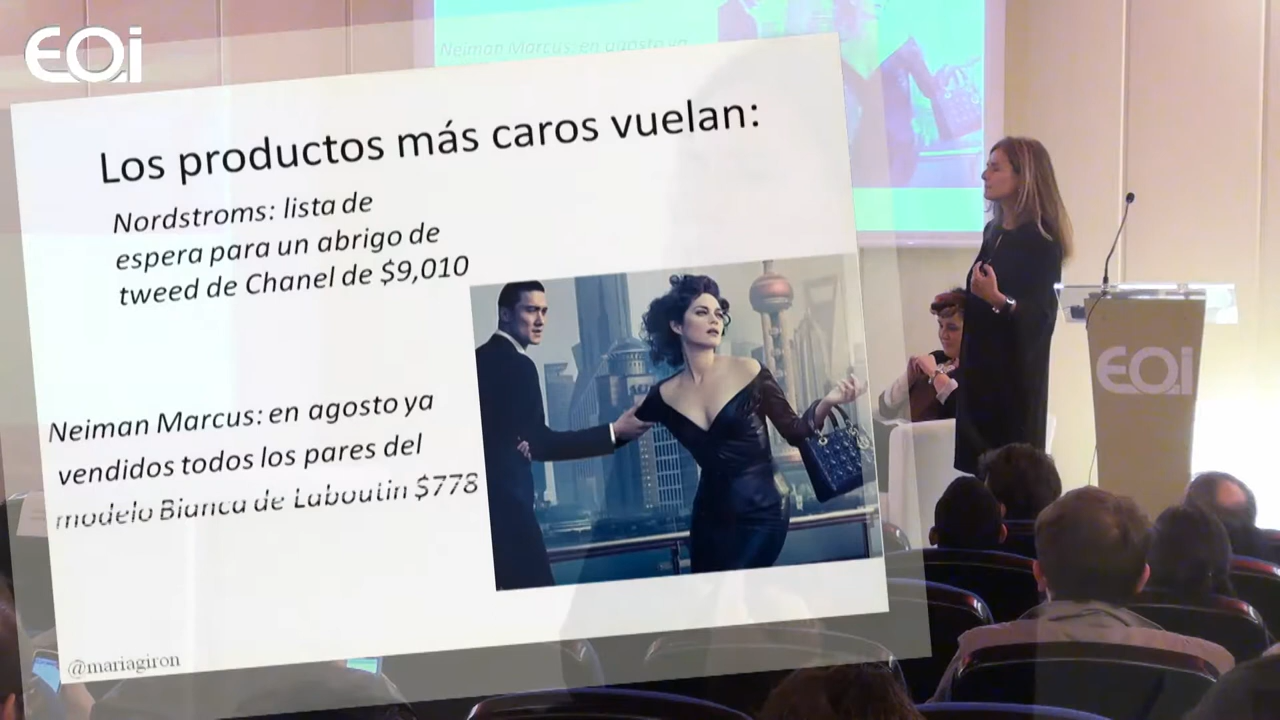 EOi
Neiman Marcus: en agosto ya
Los productos más caros vuelan:
Nordstroms: lista de
espera para un abrigo de
tweed de Chanel de $9,010
Neiman Marcus: en agosto ya
vendidos todos los pares del
modelo Bianca de Laboutin $778
@mariagiron
EOi